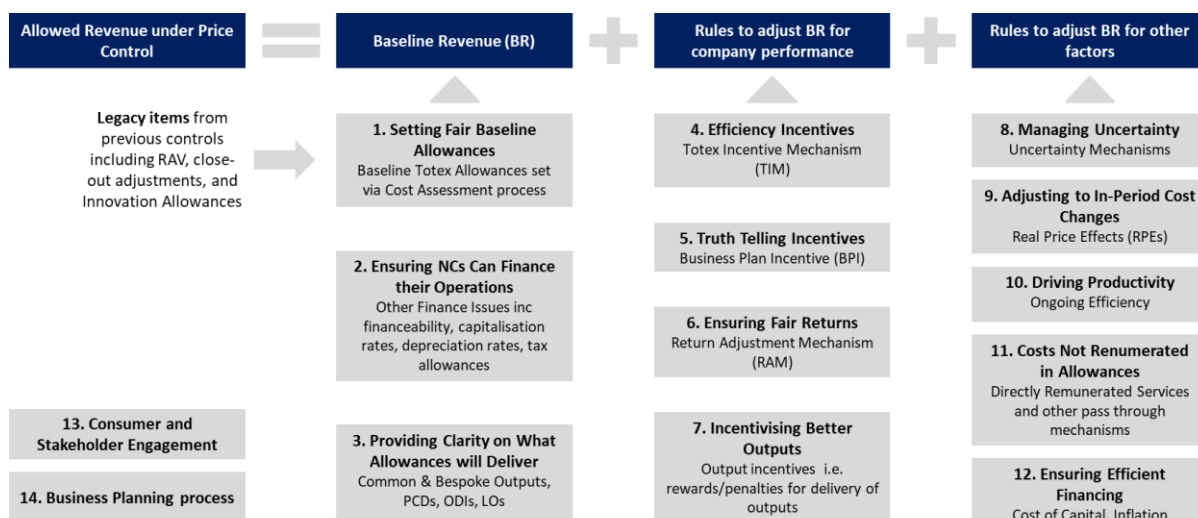 Allowed Revenue under Price
Control
Baseline Revenue (BR)
Rules to adjust BR for
company performance
Rules to adjust BR for other
factors
Legacy items from
previous controls
including RAV, close-
out adjustments, and
Innovation Allowances
1. Setting Fair Baseline
Allowances
Baseline Totex Allowances set
via Cost Assessment process
2. Ensuring NCs Can Finance
their Operations
Other Finance Issues inc
financeability, capitalisation
rates, depreciation rates, tax
allowances
3. Providing Clarity on What
Allowances will Deliver
Common & Bespoke Outputs,
PCDs, ODIs, LOs
4. Efficiency Incentives
Totex Incentive Mechanism
(TIM)
5. Truth Telling Incentives
Business Plan Incentive (BPI)
6. Ensuring Fair Returns
Return Adjustment Mechanism
(RAM)
7. Incentivising Better
Outputs
Output incentives i.e.
rewards/penalties for delivery of
outputs
8. Managing Uncertainty
Uncertainty Mechanisms
9. Adjusting to In-Period Cost
Changes
Real Price Effects (RPEs)
10. Driving Productivity
Ongoing Efficiency
11. Costs Not Renumerated
in Allowances
Directly Remunerated Services
and other pass through
mechanisms
12. Ensuring Efficient
Financing
Cost of Capital, Inflation
13. Consumer and
Stakeholder Engagement
14. Business Planning process